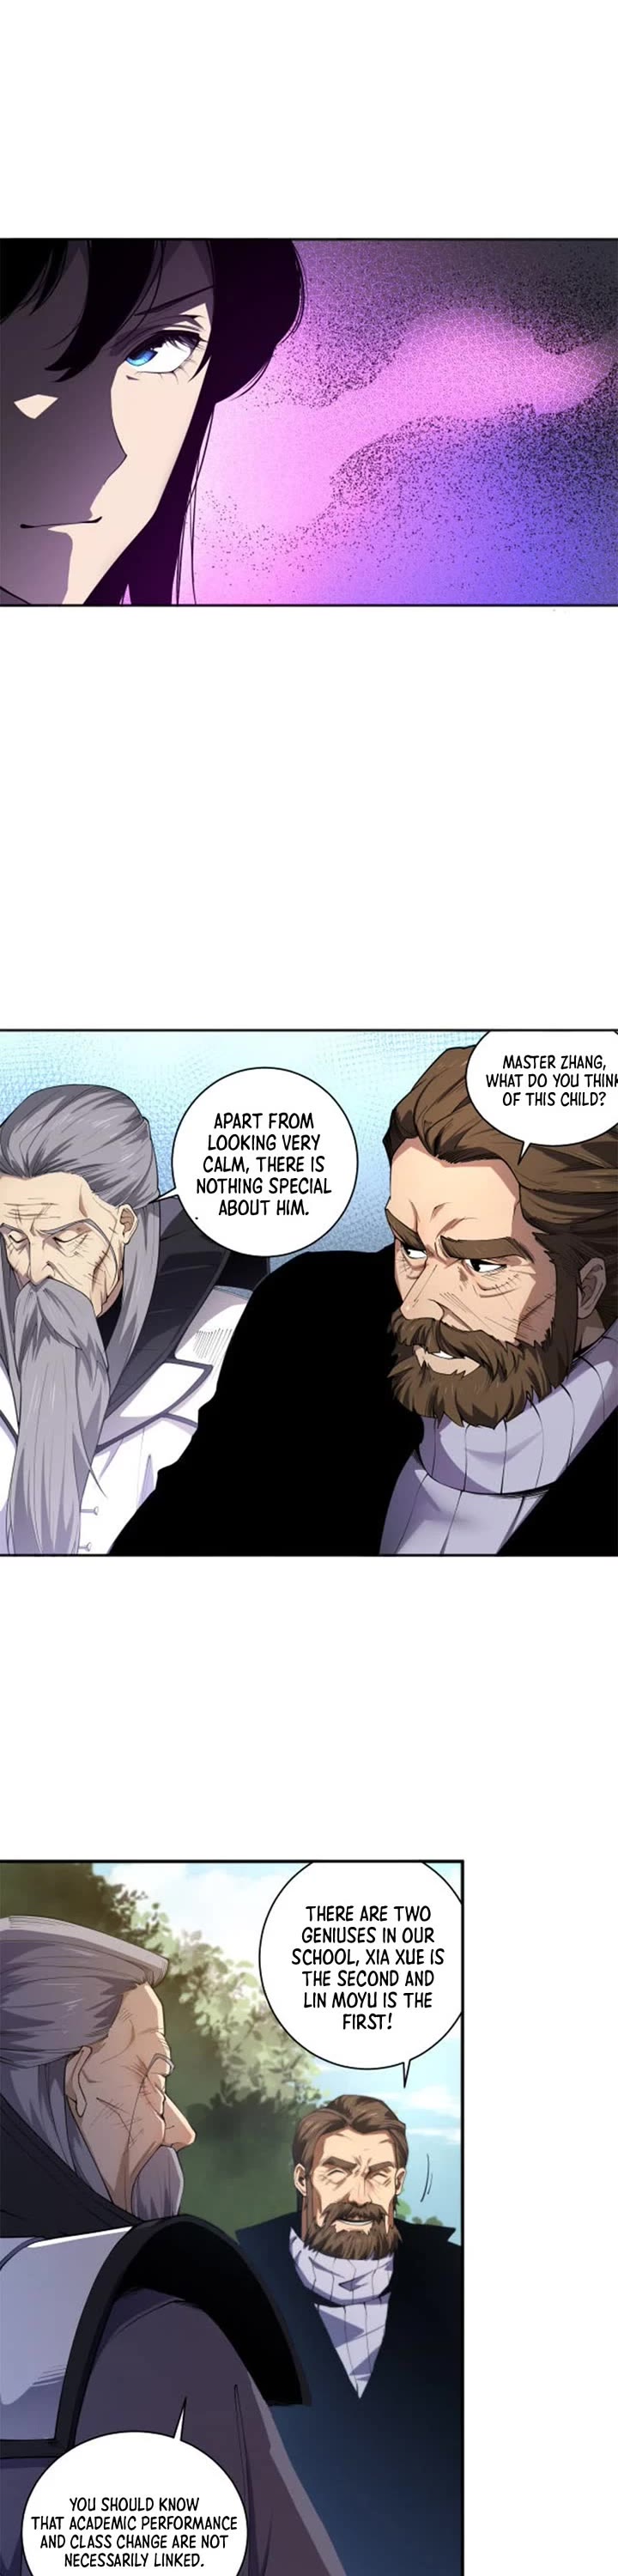 MASTER ZHANG,
WHAT DO YOU THINK
OF THIS CHILD?
APART FROM
LOOKING VERY
CALM, THERE IS
NOTHING SPECIAL
ABOUT HIM.
THERE ARE TWO
GENIUSES IN OUR
SCHOOL, XIA XUE IS
THE SECOND AND
LIN MOYU IS THE
FIRST!
YOU SHOULD KNOW
THAT ACADEMIC PERFORMANCE
AND CLASS CHANGE ARE NOT
NECESSARILY LINKED.